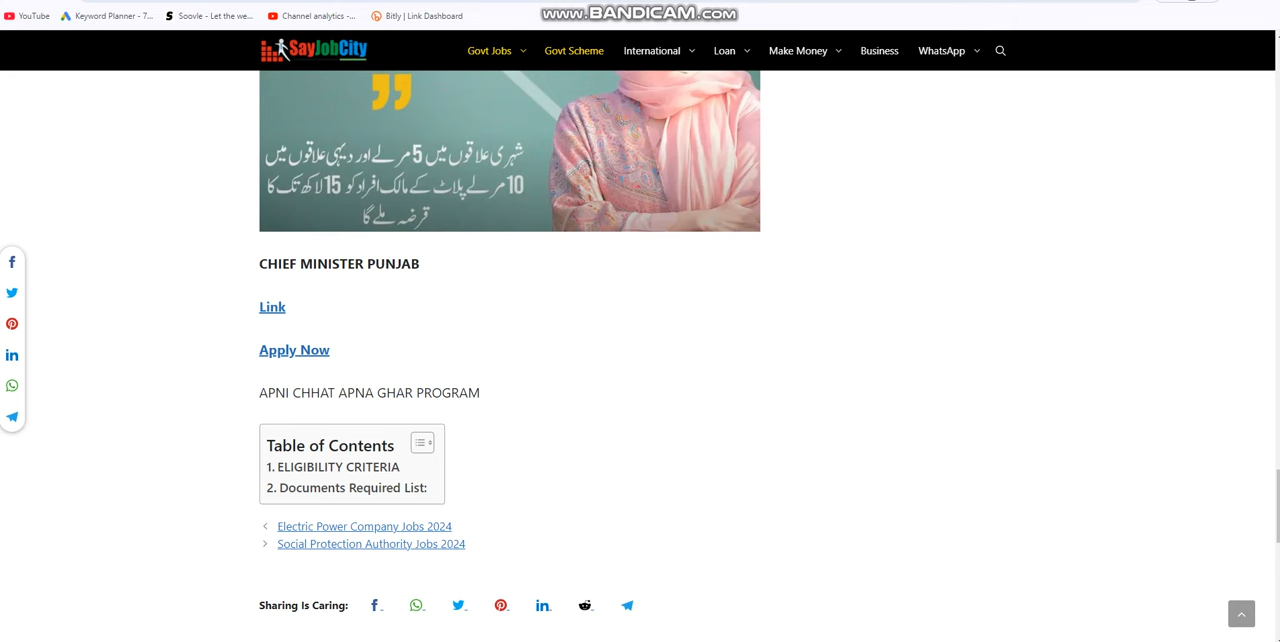 YouTube Keyword Planner - 7... Soovle - Let the we... Channel analytics -... Bitly | Link Dashboard
www.BANDICAM.com
SayJobCity Govt Jobs Govt Scheme International Loan Make Money Business WhatsApp
شہری علاقوں میں 5 مرلے اور دیہی علاقوں میں
10 مرلے پلاٹ کے مالک افراد کو 15 لاکھ تک کا
قرضہ ملے گا
CHIEF MINISTER PUNJAB
Link
Apply Now
APNI CHHAT APNA GHAR PROGRAM
Table of Contents
1. ELIGIBILITY CRITERIA
2. Documents Required List:
Electric Power Company Jobs 2024
Social Protection Authority Jobs 2024
Sharing Is Caring: